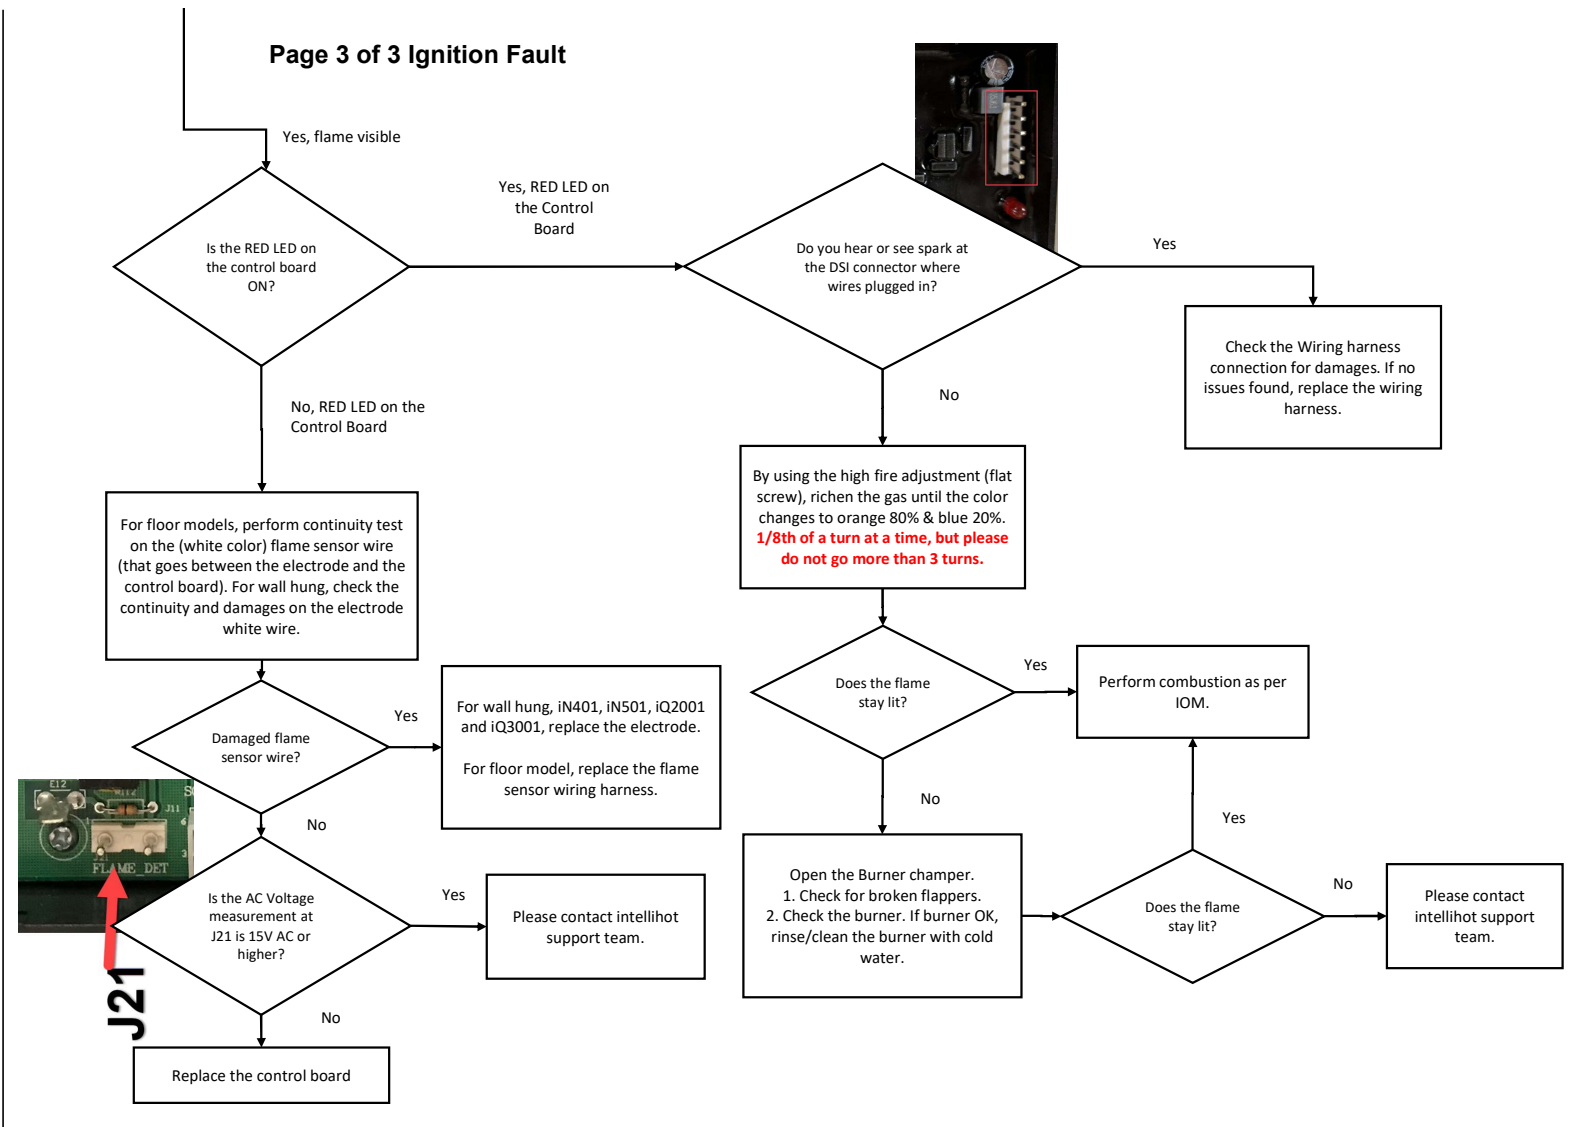 Page 3 of 3 Ignition Fault
Yes, flame visible
Is the RED LED on
the control board
ON?
Yes, RED LED on
the Control
Board
Do you hear or see spark at
the DSI connector where
wires plugged in?
Yes
Check the Wiring harness
connection for damages. If no
issues found, replace the wiring
harness.
No, RED LED on the
Control Board
No
By using the high fire adjustment (flat
screw), richen the gas until the color
changes to orange 80% & blue 20%.
1/8th of a turn at a time, but please
do not go more than 3 turns.
For floor models, perform continuity test
on the (white color) flame sensor wire
(that goes between the electrode and the
control board). For wall hung, check the
continuity and damages on the electrode
white wire.
Does the flame
stay lit?
Yes
Perform combustion as per
IOM.
Damaged flame
sensor wire?
Yes
For wall hung, iN401, iN501, iQ2001
and iQ3001, replace the electrode.
For floor model, replace the flame
sensor wiring harness.
No
No
Yes
E12
J11
6
1
3
J21
FLAME_DET
J21
Is the AC Voltage
measurement at
J21 is 15V AC or
higher?
Yes
Please contact intellihot
support team.
Open the Burner champer.
1. Check for broken flappers.
2. Check the burner. If burner OK,
rinse/clean the burner with cold
water.
Does the flame
stay lit?
No
Please contact
intellihot support
team.
No
Replace the control board